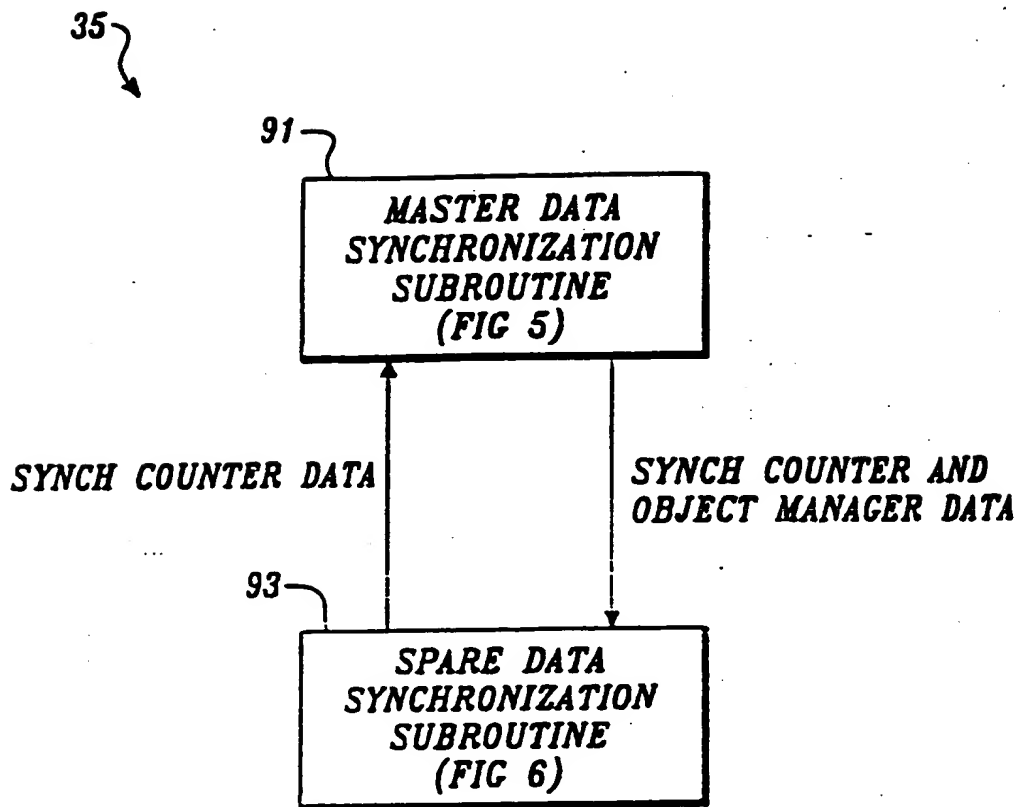 35
91
MASTER DATA
SYNCHRONIZATION
SUBROUTINE
(FIG 5)
SYNCH COUNTER DATA
SYNCH COUNTER AND
OBJECT MANAGER DATA
93
SPARE DATA
SYNCHRONIZATION
SUBROUTINE
(FIG 6)